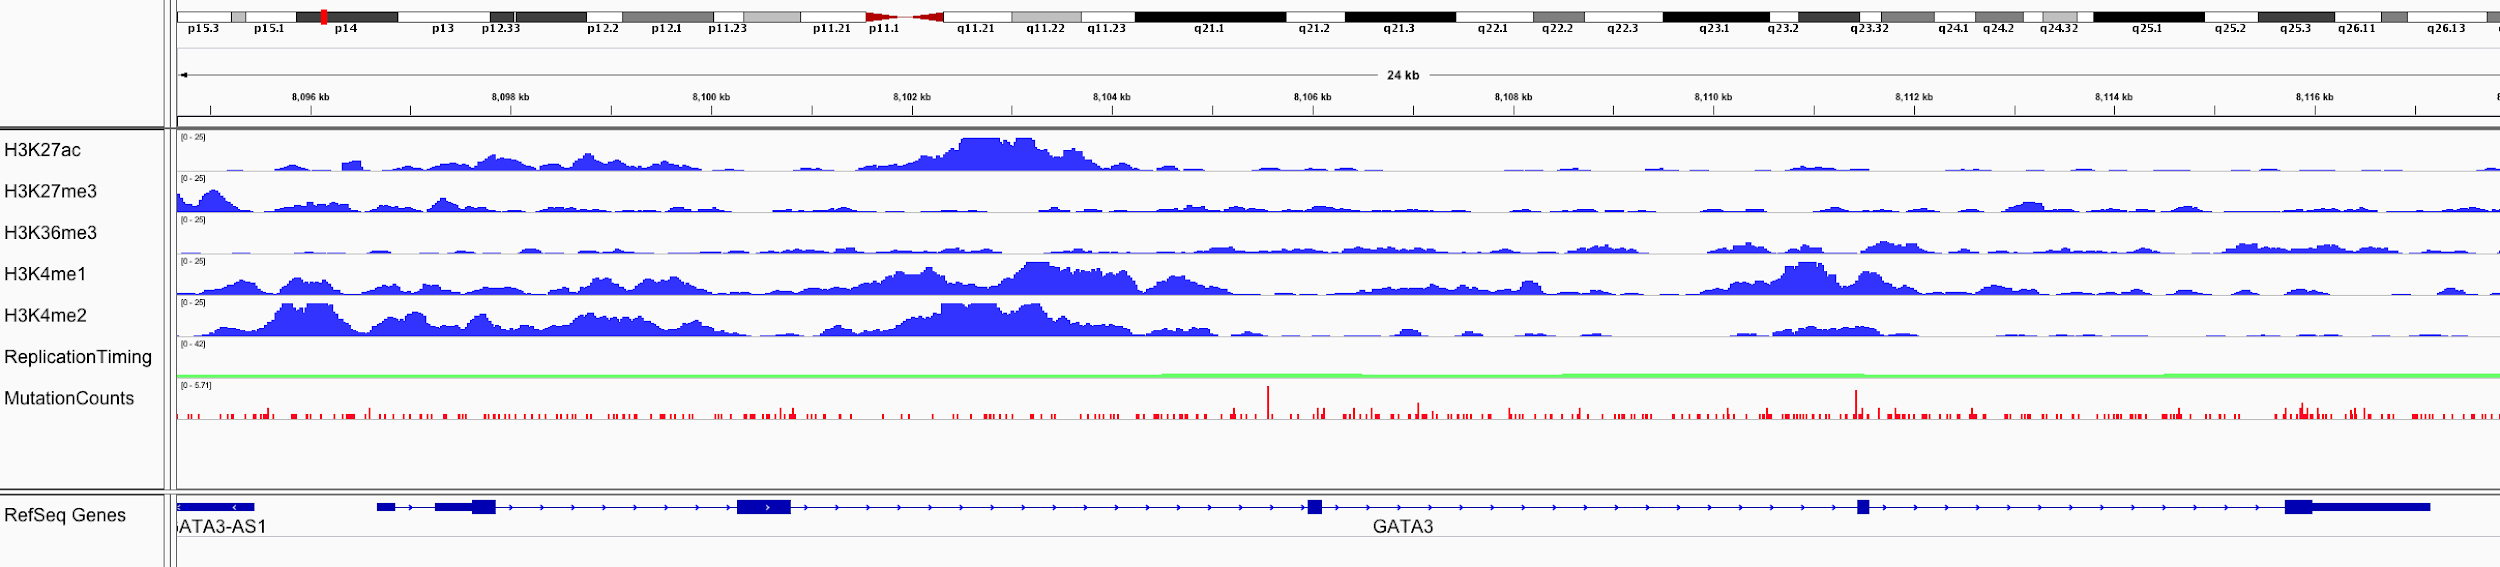 p15.3 p15.1 p14 p13 p12.33 p12.2 p12.1 p11.23 p11.21 p11.1 q11.21 q11.22 q11.23 q21.1 q21.2 q21.3 q22.1 q22.2 q22.3 q23.1 q23.2 q23.32 q24.1 q24.2 q24.32 q25.1 q25.2 q25.3 q26.11 q26.13
24 kb
8,096 kb 8,098 kb 8,100 kb 8,102 kb 8,104 kb 8,106 kb 8,108 kb 8,110 kb 8,112 kb 8,114 kb 8,116 kb
[0 - 25]
H3K27ac
[0 - 25]
H3K27me3
[0 - 25]
H3K36me3
[0 - 25]
H3K4me1
[0 - 25]
H3K4me2
[0 - 42]
ReplicationTiming
[0 - 5.71]
MutationCounts
RefSeq Genes
ATA3-AS1 GATA3